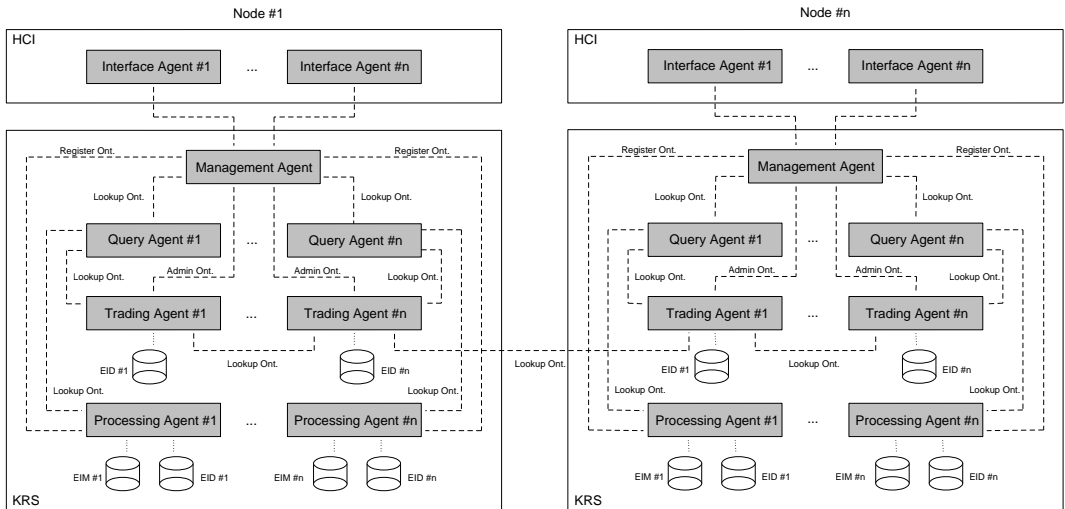 Node #1
HCI
Interface Agent #1 ... Interface Agent #n
Register Ont. Register Ont.
Management Agent
Lookup Ont. Lookup Ont.
Query Agent #1 ... Query Agent #n
Lookup Ont. Admin Ont. Admin Ont. Lookup Ont.
Trading Agent #1 ... Trading Agent #n
EID #1 Lookup Ont. EID #n
Lookup Ont. Lookup Ont.
Processing Agent #1 ... Processing Agent #n
EIM #1 EID #1 EIM #n EID #n
KRS
Lookup Ont.
Node #n
HCI
Interface Agent #1 ... Interface Agent #n
Register Ont. Register Ont.
Management Agent
Lookup Ont. Lookup Ont.
Query Agent #1 ... Query Agent #n
Lookup Ont. Admin Ont. Admin Ont. Lookup Ont.
Trading Agent #1 ... Trading Agent #n
EID #1 Lookup Ont. EID #n
Lookup Ont. Lookup Ont.
Processing Agent #1 ... Processing Agent #n
EIM #1 EID #1 EIM #n EID #n
KRS